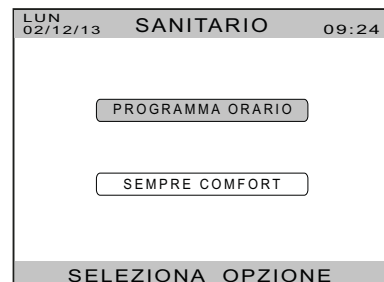 LUN
02/12/13 SANITARIO 09:24
PROGRAMMA ORARIO
SEMPRE COMFORT
SELEZIONA OPZIONE